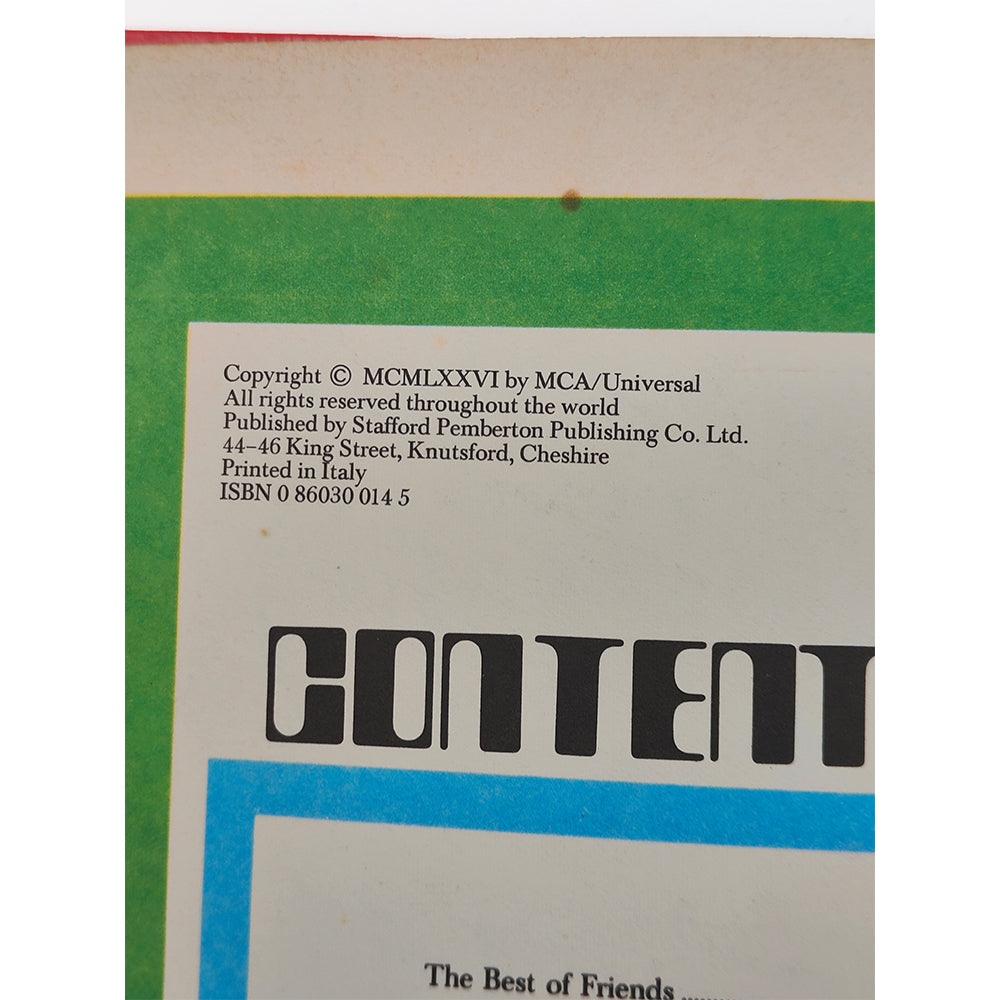 Copyright © MCMLXXVI by MCA/Universal
All rights reserved throughout the world
Published by Stafford Pemberton Publishing Co. Ltd.
44–46 King Street, Knutsford, Cheshire
Printed in Italy
ISBN 0 86030 014 5
CONTENT
The Best of Friends ........